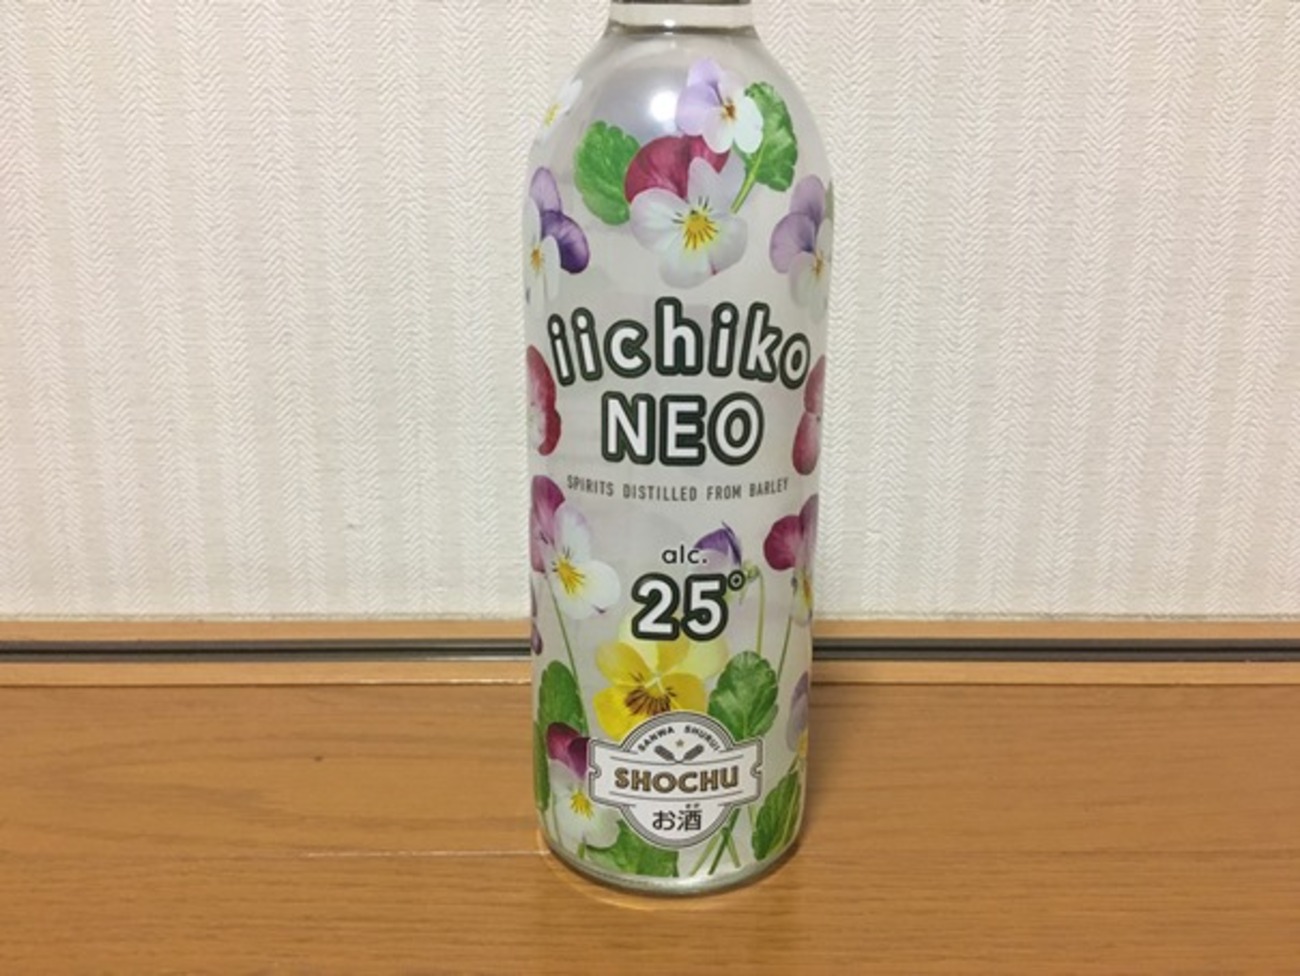 iichiko
NEO
SPIRITS DISTILLED FROM BARLEY
alc.
25°
SANWA SHURUI
SHOCHU
お酒